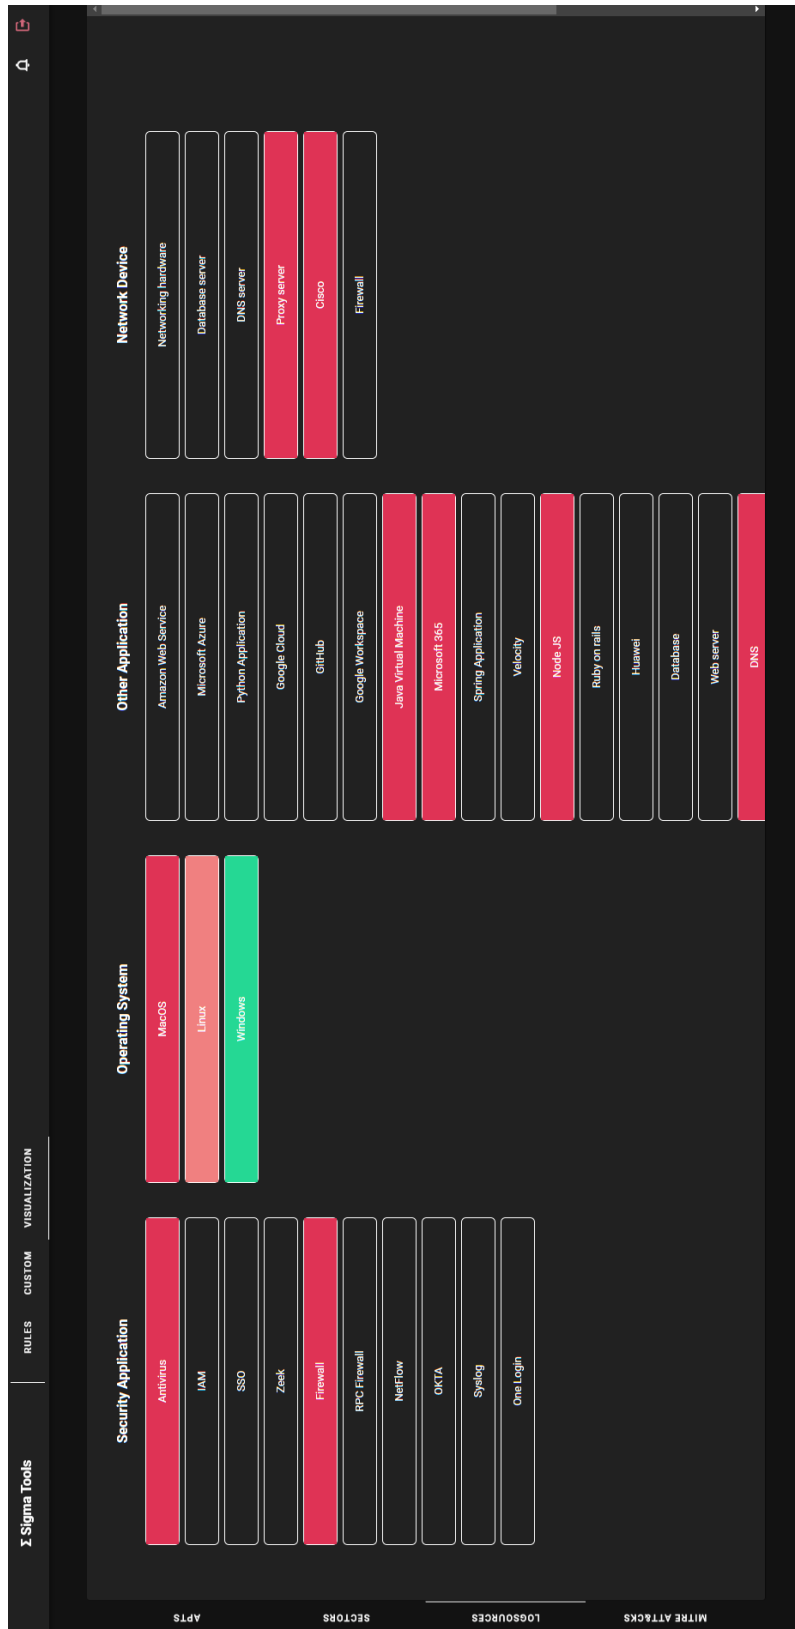 Σ Sigma Tools
RULES
CUSTOM
VISUALIZATION
APTS
SECTORS
LOGSOURCES
MITRE ATT&CKS
Security Application
Antivirus
IAM
SSO
Zeek
Firewall
RPC Firewall
NetFlow
OKTA
Syslog
One Login
Operating System
MacOS
Linux
Windows
Other Application
Amazon Web Service
Microsoft Azure
Python Application
Google Cloud
GitHub
Google Workspace
Java Virtual Machine
Microsoft 365
Spring Application
Velocity
Node JS
Ruby on rails
Huawei
Database
Web server
DNS
Network Device
Networking hardware
Database server
DNS server
Proxy server
Cisco
Firewall